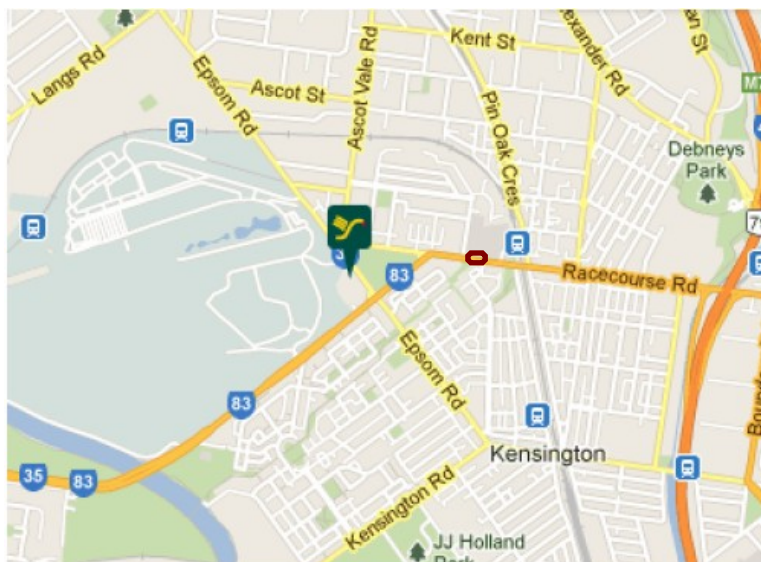 Langs Rd
Epsom Rd
Ascot Vale Rd
Ascot St
Kent St
Pin Oak Cres
Debneys
Park
83
Racecourse Rd
Epsom Rd
83
35
83
Kensington
Kensington Rd
JJ Holland